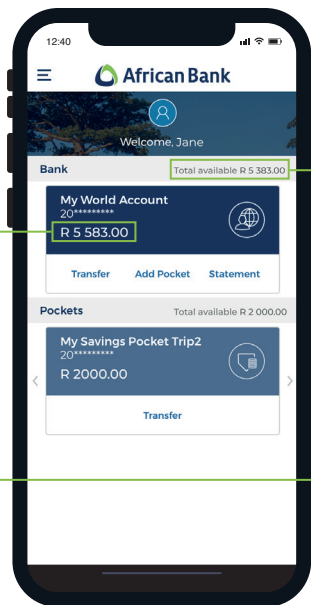 12:40
African Bank
Welcome, Jane
Bank Total available R 5 383.00
My World Account
20*********
R 5 583.00
Transfer Add Pocket Statement
Pockets Total available R 2 000.00
My Savings Pocket Trip2
20*********
R 2000.00
Transfer